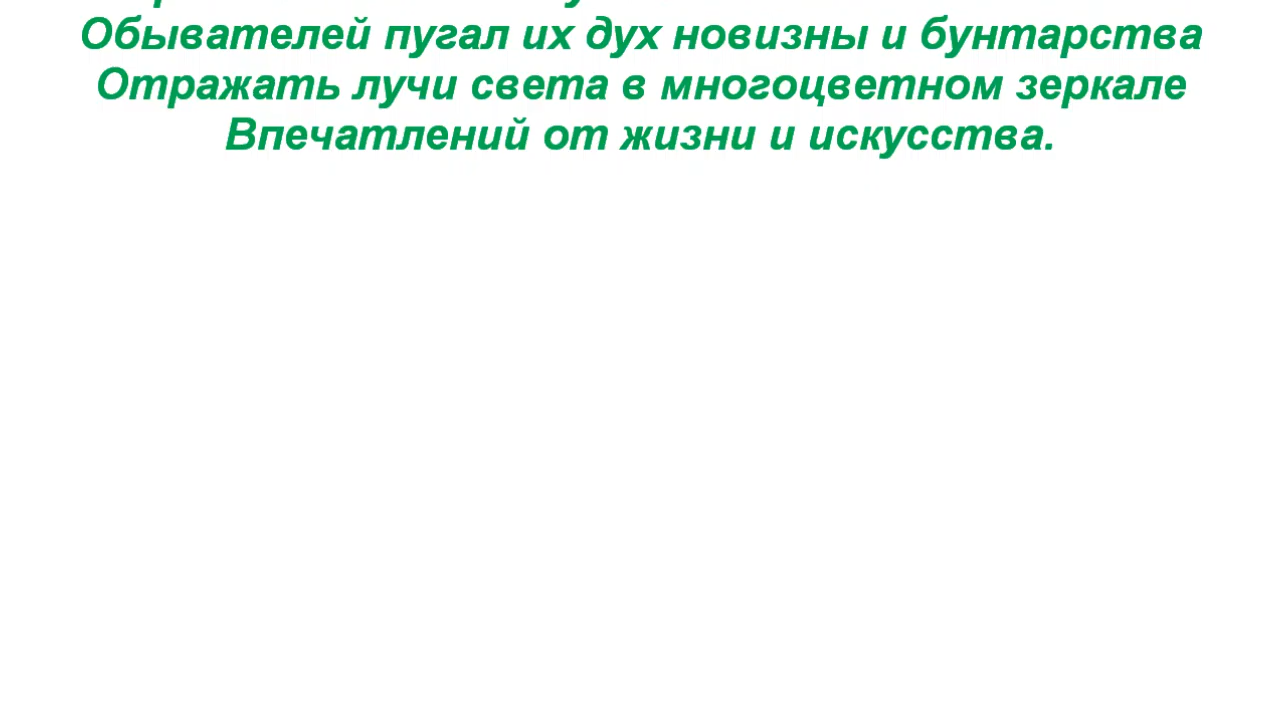 Обывателей пугал их дух новизны и бунтарства
Отражать лучи света в многоцветном зеркале
Впечатлений от жизни и искусства.